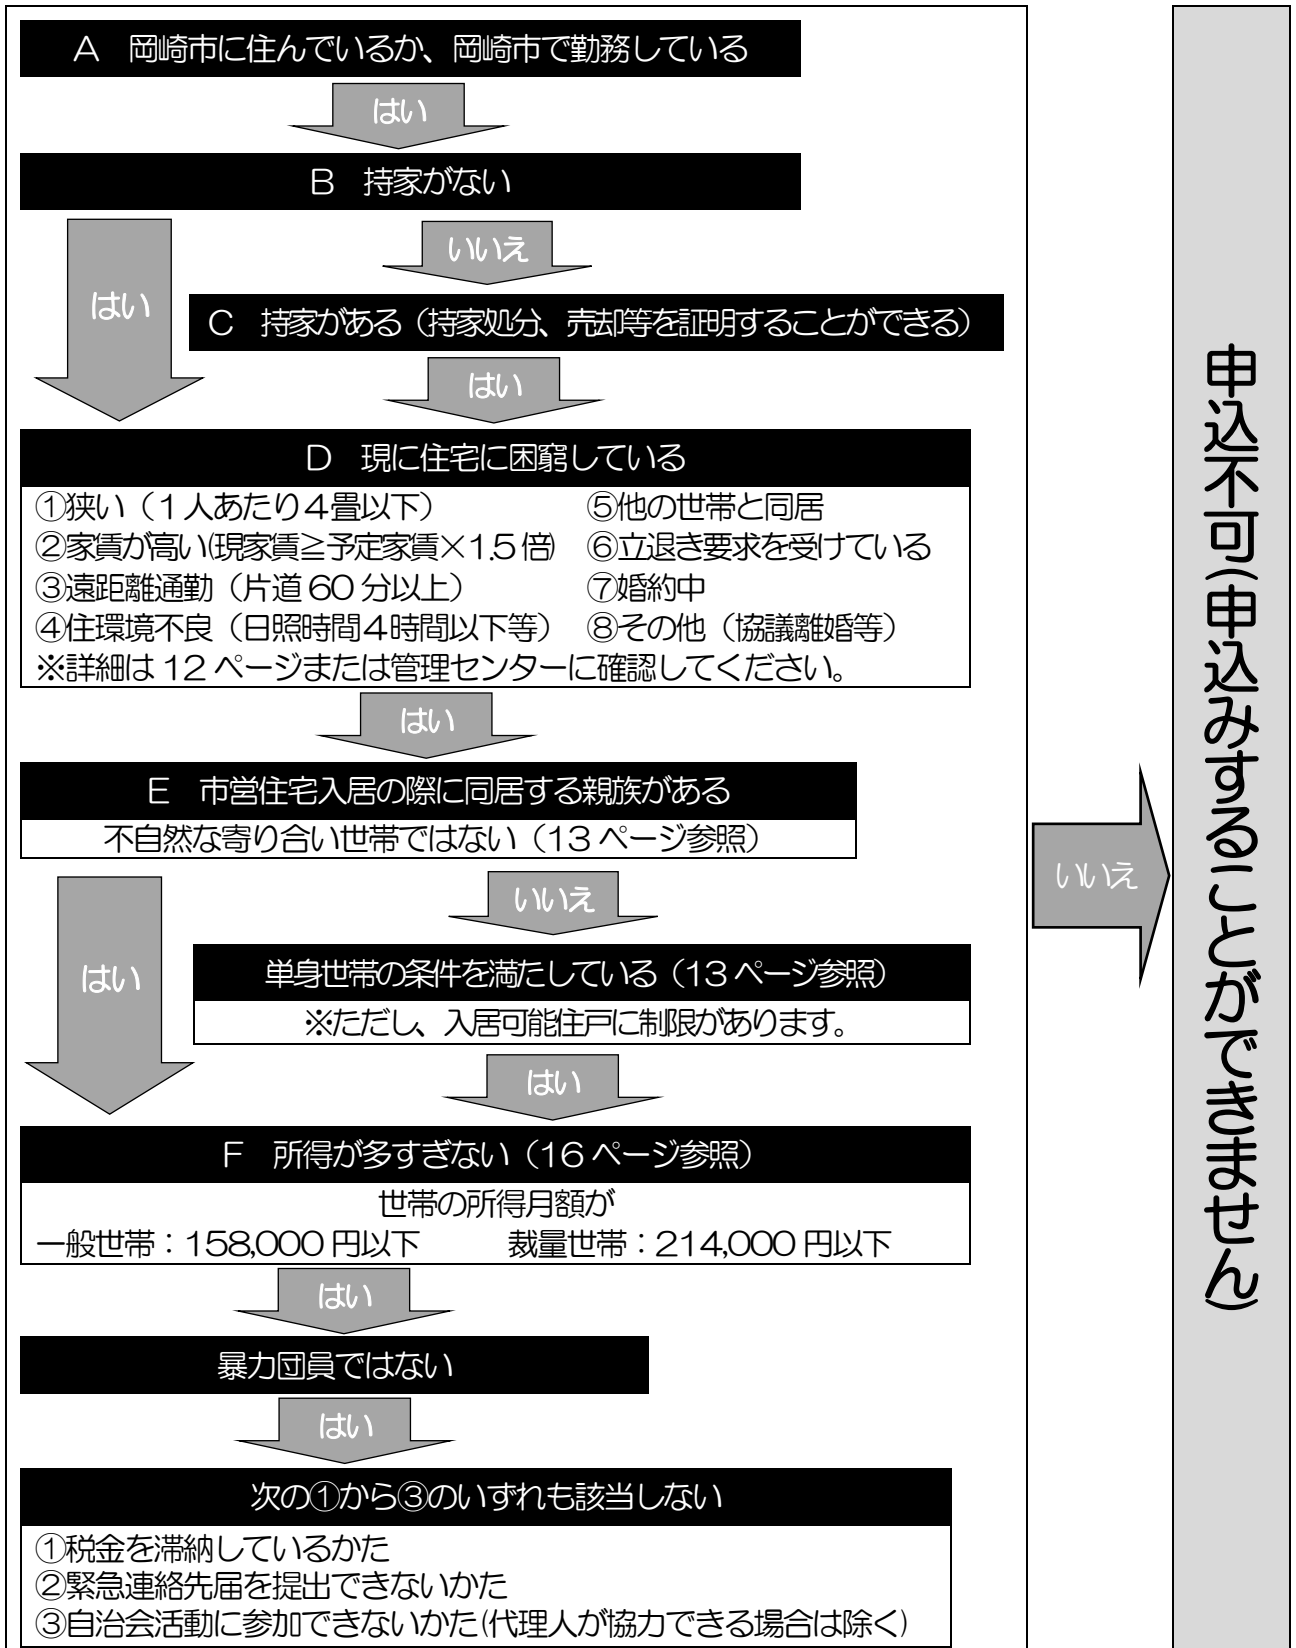 A　岡崎市に住んでいるか、岡崎市で勤務している
はい
B　持家がない
いいえ
はい
C　持家がある（持家処分、売却等を証明することができる）
はい
D　現に住宅に困窮している
①狭い（１人あたり４畳以下）　⑤他の世帯と同居
②家賃が高い(現家賃≧予定家賃×1.5倍)　⑥立退き要求を受けている
③遠距離通勤（片道60分以上）　⑦婚約中
④住環境不良（日照時間４時間以下等）　⑧その他（協議離婚等）
※詳細は12ページまたは管理センターに確認してください。
はい
E　市営住宅入居の際に同居する親族がある
不自然な寄り合い世帯ではない（13ページ参照）
いいえ
はい
単身世帯の条件を満たしている（13ページ参照）
※ただし、入居可能住戸に制限があります。
はい
F　所得が多すぎない（16ページ参照）
世帯の所得月額が
一般世帯：158,000円以下　裁量世帯：214,000円以下
はい
暴力団員ではない
はい
次の①から③のいずれも該当しない
①税金を滞納しているかた
②緊急連絡先届を提出できないかた
③自治会活動に参加できないかた(代理人が協力できる場合は除く)
いいえ
申込不可(申込みすることができません)